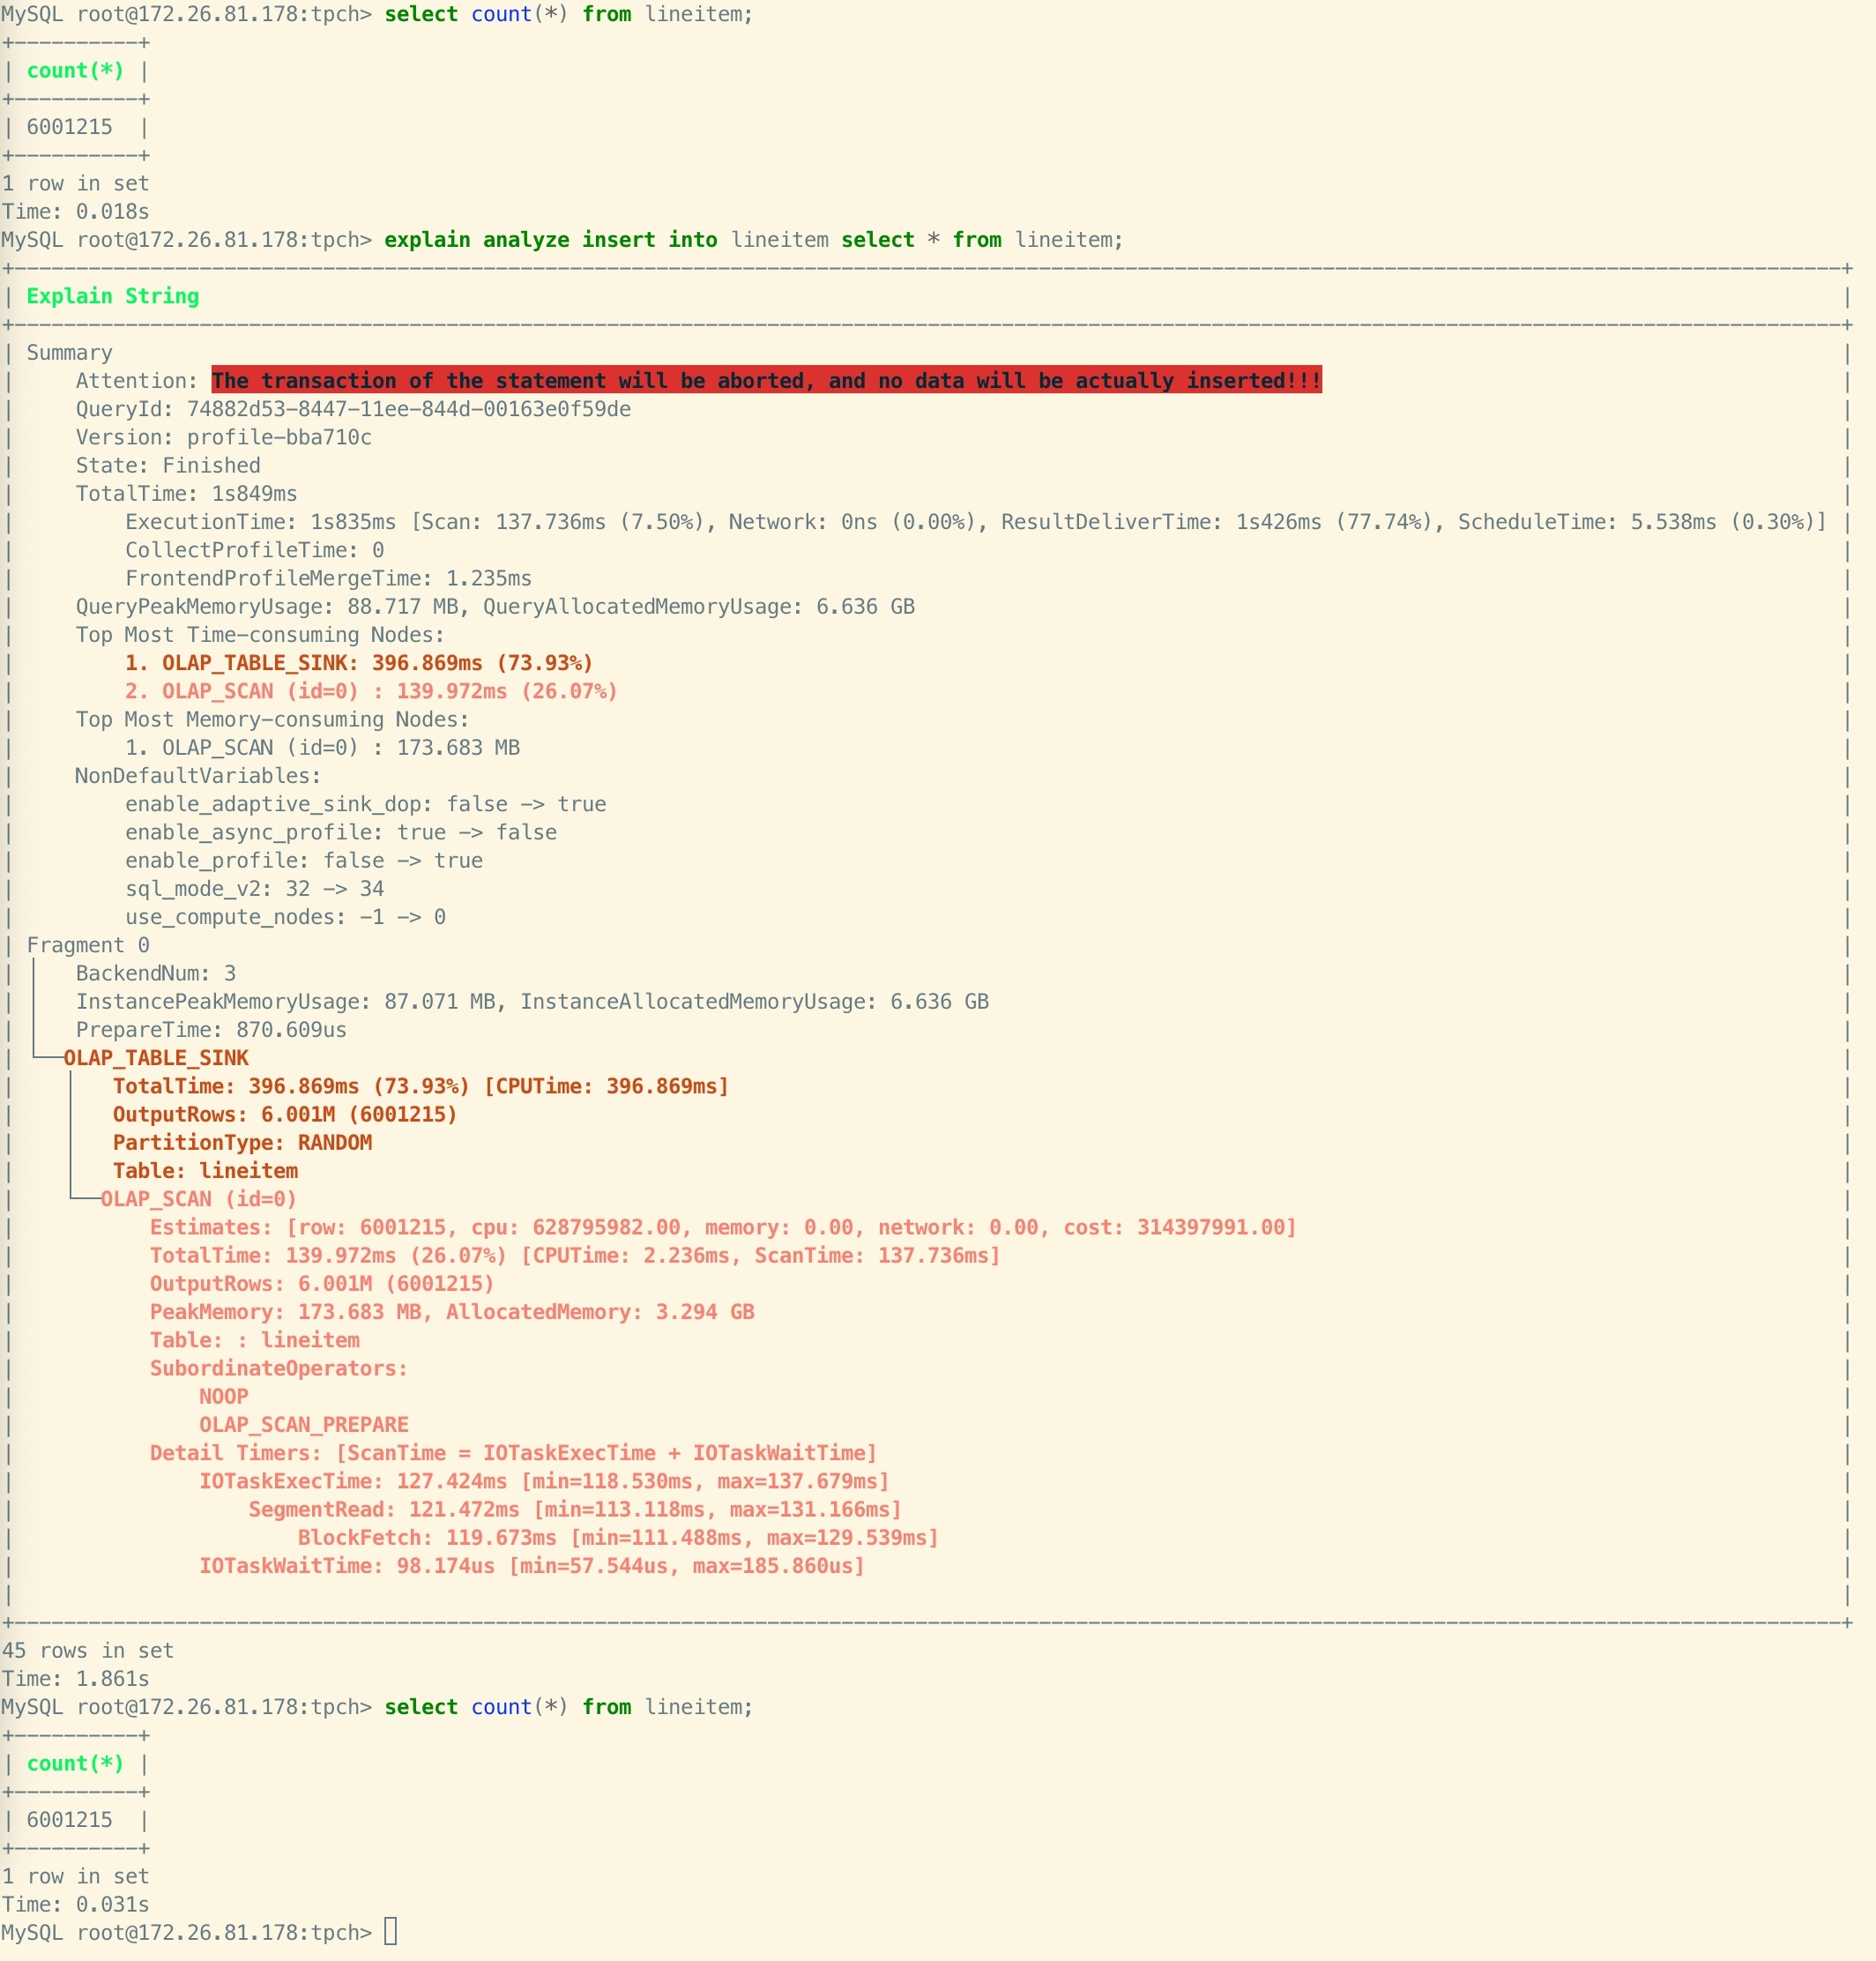 MySQL root@172.26.81.178:tpch> select count(*) from lineitem;
+----------+
| count(*) |
+----------+
| 6001215  |
+----------+
1 row in set
Time: 0.018s
MySQL root@172.26.81.178:tpch> explain analyze insert into lineitem select * from lineitem;
| Explain String |
| Summary |
|     Attention: The transaction of the statement will be aborted, and no data will be actually inserted!!! |
|     QueryId: 74882d53-8447-11ee-844d-00163e0f59de |
|     Version: profile-bba710c |
|     State: Finished |
|     TotalTime: 1s849ms |
|         ExecutionTime: 1s835ms [Scan: 137.736ms (7.50%), Network: 0ns (0.00%), ResultDeliverTime: 1s426ms (77.74%), ScheduleTime: 5.538ms (0.30%)] |
|         CollectProfileTime: 0 |
|         FrontendProfileMergeTime: 1.235ms |
|     QueryPeakMemoryUsage: 88.717 MB, QueryAllocatedMemoryUsage: 6.636 GB |
|     Top Most Time-consuming Nodes: |
|         1. OLAP_TABLE_SINK: 396.869ms (73.93%) |
|         2. OLAP_SCAN (id=0) : 139.972ms (26.07%) |
|     Top Most Memory-consuming Nodes: |
|         1. OLAP_SCAN (id=0) : 173.683 MB |
|     NonDefaultVariables: |
|         enable_adaptive_sink_dop: false -> true |
|         enable_async_profile: true -> false |
|         enable_profile: false -> true |
|         sql_mode_v2: 32 -> 34 |
|         use_compute_nodes: -1 -> 0 |
| Fragment 0 |
| │   BackendNum: 3 |
| │   InstancePeakMemoryUsage: 87.071 MB, InstanceAllocatedMemoryUsage: 6.636 GB |
| │   PrepareTime: 870.609us |
| └──OLAP_TABLE_SINK |
|    │   TotalTime: 396.869ms (73.93%) [CPUTime: 396.869ms] |
|    │   OutputRows: 6.001M (6001215) |
|    │   PartitionType: RANDOM |
|    │   Table: lineitem |
|    └──OLAP_SCAN (id=0) |
|           Estimates: [row: 6001215, cpu: 628795982.00, memory: 0.00, network: 0.00, cost: 314397991.00] |
|           TotalTime: 139.972ms (26.07%) [CPUTime: 2.236ms, ScanTime: 137.736ms] |
|           OutputRows: 6.001M (6001215) |
|           PeakMemory: 173.683 MB, AllocatedMemory: 3.294 GB |
|           Table: : lineitem |
|           SubordinateOperators: |
|               NOOP |
|               OLAP_SCAN_PREPARE |
|           Detail Timers: [ScanTime = IOTaskExecTime + IOTaskWaitTime] |
|               IOTaskExecTime: 127.424ms [min=118.530ms, max=137.679ms] |
|                   SegmentRead: 121.472ms [min=113.118ms, max=131.166ms] |
|                       BlockFetch: 119.673ms [min=111.488ms, max=129.539ms] |
|               IOTaskWaitTime: 98.174us [min=57.544us, max=185.860us] |
45 rows in set
Time: 1.861s
MySQL root@172.26.81.178:tpch> select count(*) from lineitem;
+----------+
| count(*) |
+----------+
| 6001215  |
+----------+
1 row in set
Time: 0.031s
MySQL root@172.26.81.178:tpch>